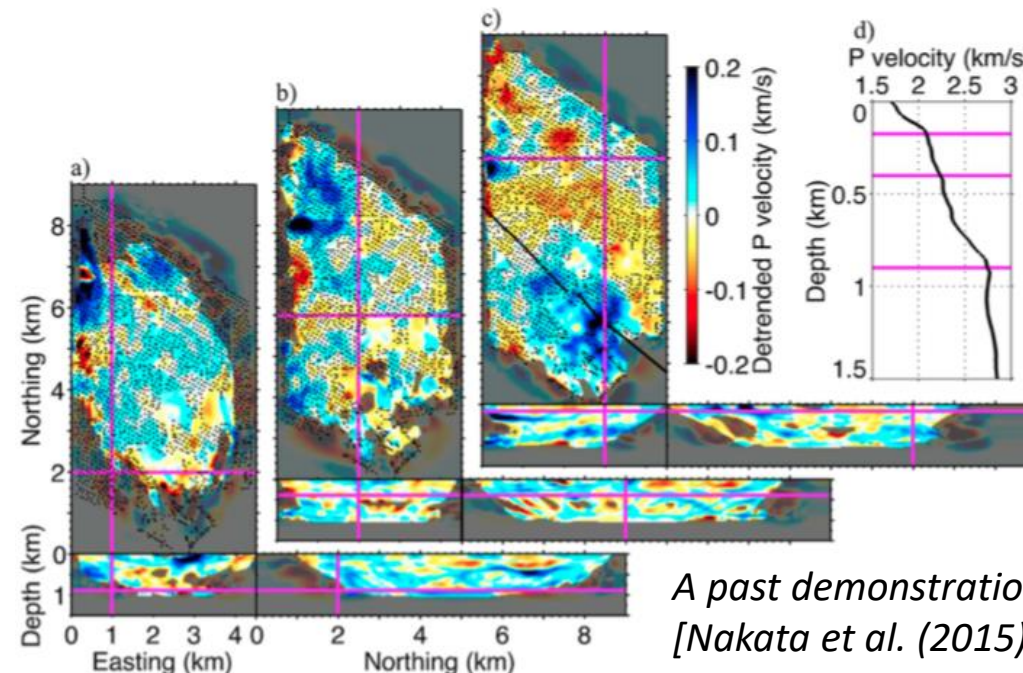 a)
b)
c)
d)
P velocity (km/s
1.5 2 2.5 3
0
0.5
1
1.5
Depth (km)
0.2
0.1
0
-0.1
-0.2
Detrended P velocity (km/s)
8
6
4
2
Northing (km)
0
1
Depth (km)
0 1 2 3 4 0 2 4 6 8
Easting (km) Northing (km)
A past demonstratio
[Nakata et al. (2015)